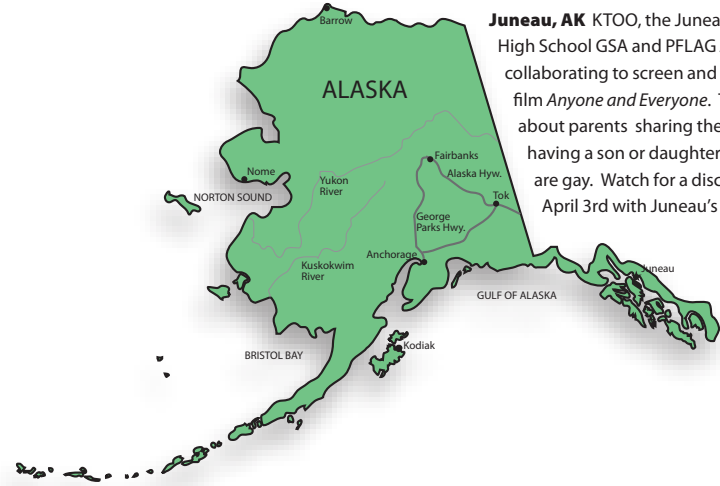 Juneau, AK KTOO, the Junea
High School GSA and PFLAG
collaborating to screen and
film Anyone and Everyone.
about parents sharing the
having a son or daughter
are gay. Watch for a disc
April 3rd with Juneau's
Barrow
ALASKA
Fairbanks
Nome
Yukon
River
Alaska Hyw.
NORTON SOUND
Tok
George
Parks Hwy.
Anchorage
Kuskokwim
River
Juneau
GULF OF ALASKA
BRISTOL BAY
Kodiak